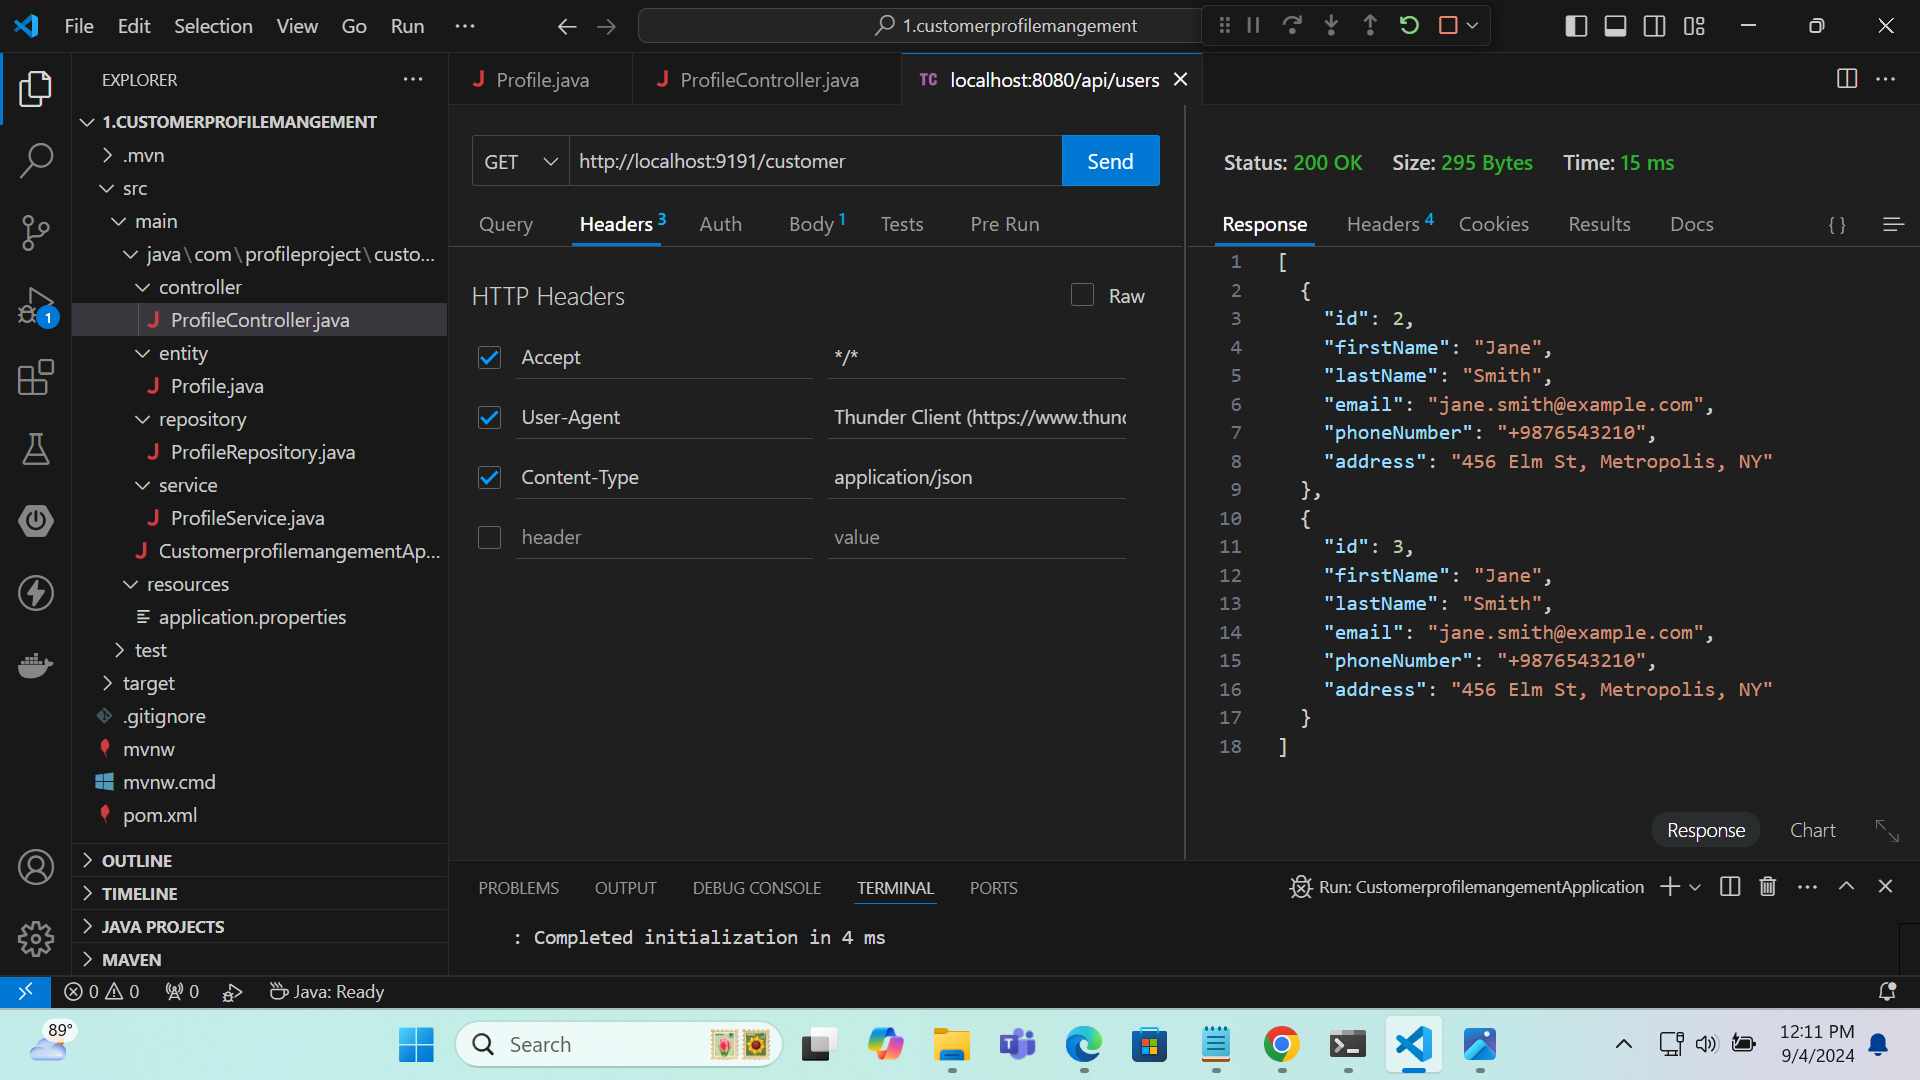 File Edit Selection View Go Run ···
1.customerprofilemangement
EXPLORER ···
1.CUSTOMERPROFILEMANGEMENT
.mvn
src
main
java\com\profileproject\custo...
controller
ProfileController.java
entity
Profile.java
repository
ProfileRepository.java
service
ProfileService.java
CustomerprofilemangementAp...
resources
application.properties
test
target
.gitignore
mvnw
mvnw.cmd
pom.xml
OUTLINE
TIMELINE
JAVA PROJECTS
MAVEN
1
Profile.java ProfileController.java TC localhost:8080/api/users
GET http://localhost:9191/customer Send
Query Headers 3 Auth Body 1 Tests Pre Run
HTTP Headers Raw
Accept */*
User-Agent Thunder Client (https://www.thun
Content-Type application/json
header value
Status: 200 OK Size: 295 Bytes Time: 15 ms
Response Headers 4 Cookies Results Docs { }
1 [
2 {
3 "id": 2,
4 "firstName": "Jane",
5 "lastName": "Smith",
6 "email": "jane.smith@example.com",
7 "phoneNumber": "+9876543210",
8 "address": "456 Elm St, Metropolis, NY"
9 },
10 {
11 "id": 3,
12 "firstName": "Jane",
13 "lastName": "Smith",
14 "email": "jane.smith@example.com",
15 "phoneNumber": "+9876543210",
16 "address": "456 Elm St, Metropolis, NY"
17 }
18 ]
Response Chart
PROBLEMS OUTPUT DEBUG CONSOLE TERMINAL PORTS
Run: CustomerprofilemangementApplication
: Completed initialization in 4 ms
0 0 0 Java: Ready
89°
Search
12:11 PM
9/4/2024